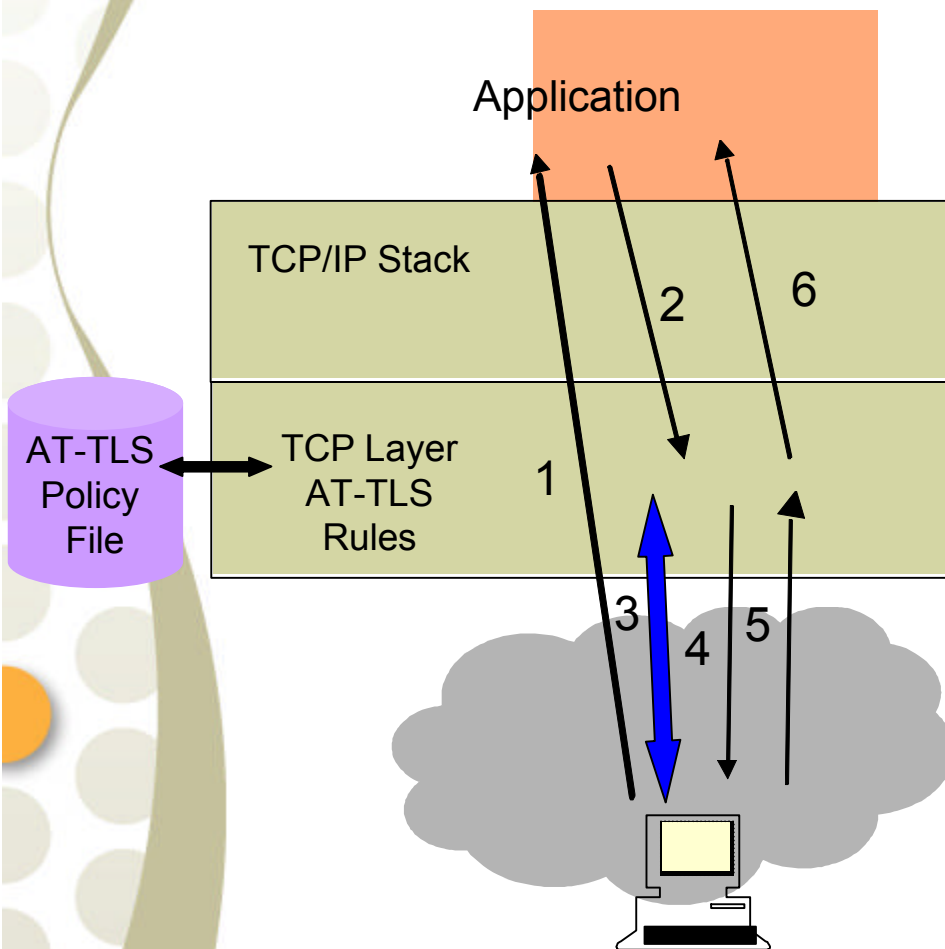 Application
TCP/IP Stack
2
6
AT-TLS
Policy
File
TCP Layer
AT-TLS
Rules
1
3
4
5